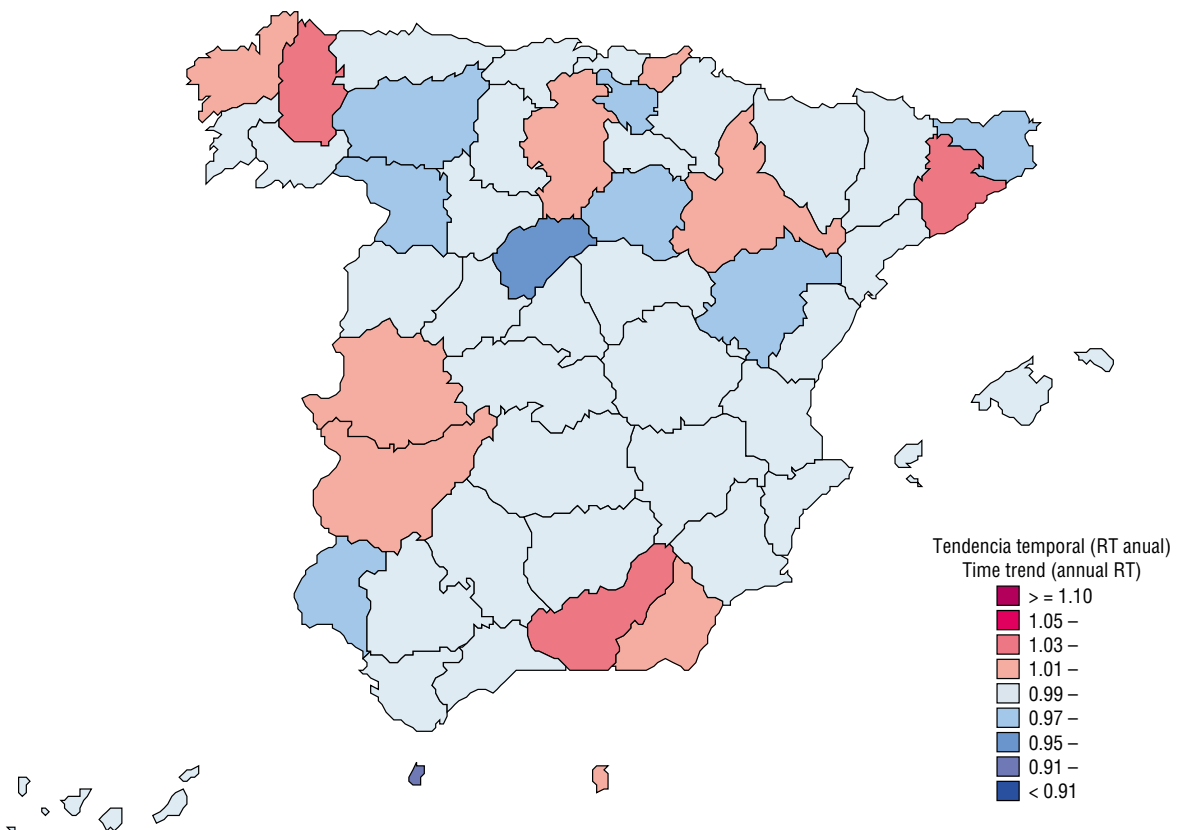 Tendencia temporal (RT anual)
Time trend (annual RT)
> = 1.10
1.05 –
1.03 –
1.01 –
0.99 –
0.97 –
0.95 –
0.91 –
< 0.91